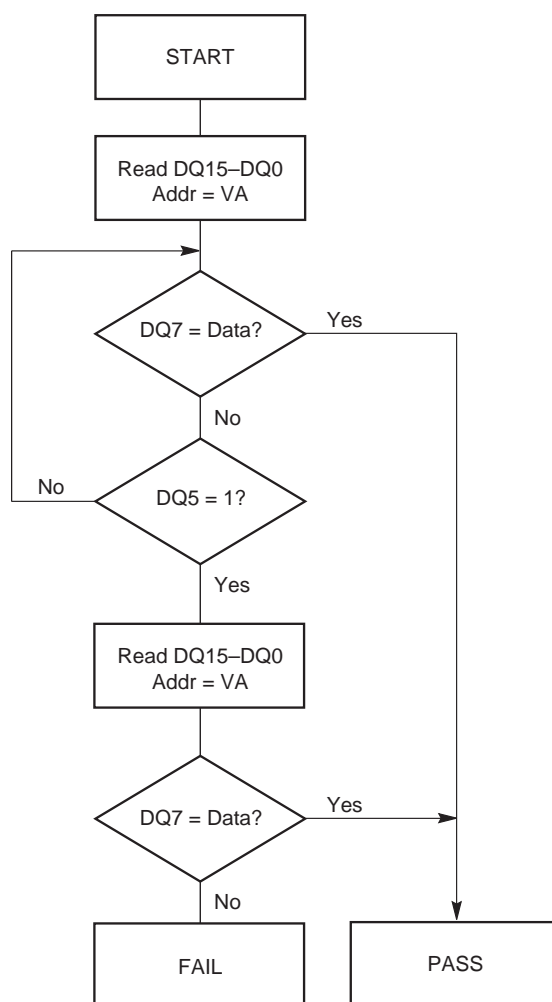 START
Read DQ15–DQ0
Addr = VA
DQ7 = Data?
Yes
No
No
DQ5 = 1?
Yes
Read DQ15–DQ0
Addr = VA
DQ7 = Data?
Yes
No
FAIL
PASS